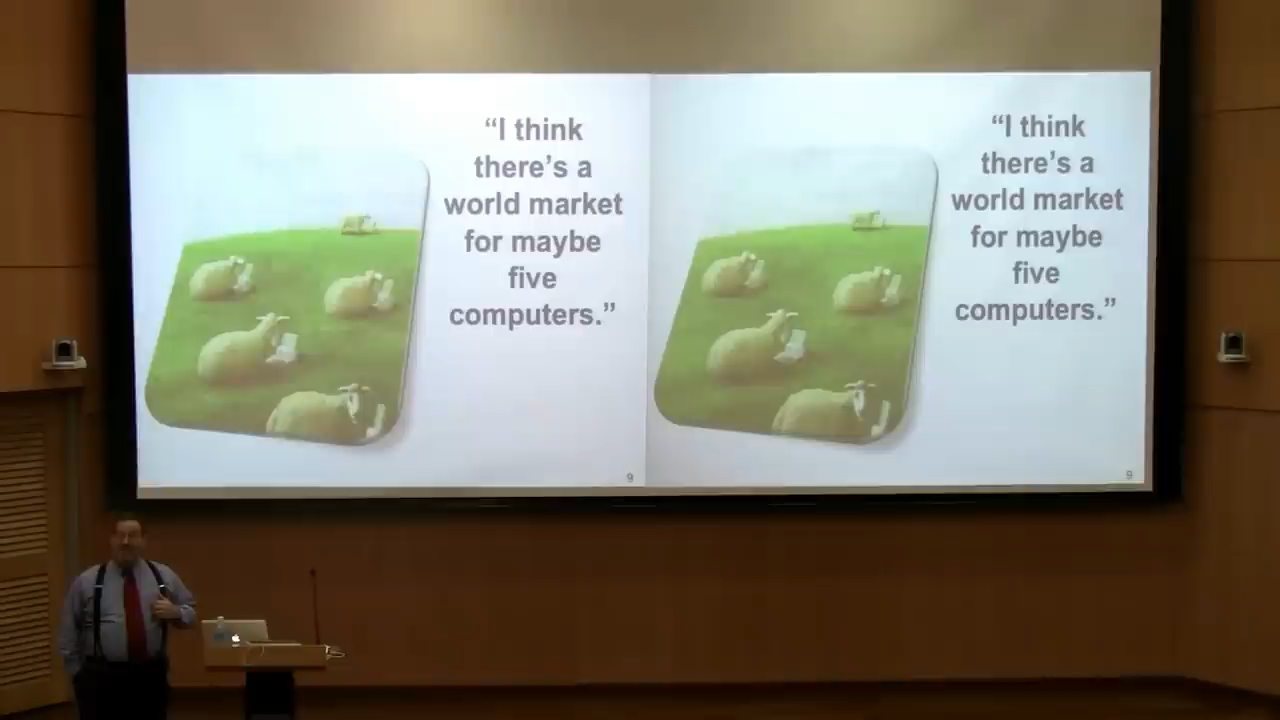 “I think
there’s a
world market
for maybe
five
computers.”
9
“I think
there’s a
world market
for maybe
five
computers.”
9